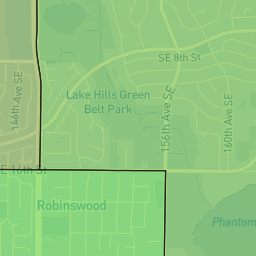 SE 8th St
146th Ave SE
Lake Hills Green
Belt Park
156th Ave SE
160th Ave SE
E 16th St
Robinswood
Phantom